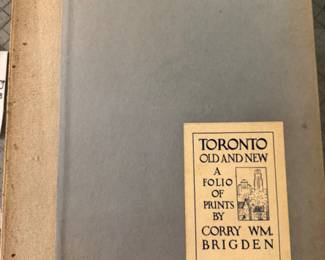 TORONTO
OLD AND NEW
A
FOLIO
OF
PRINTS
BY
CORRY WM.
BRIGDEN